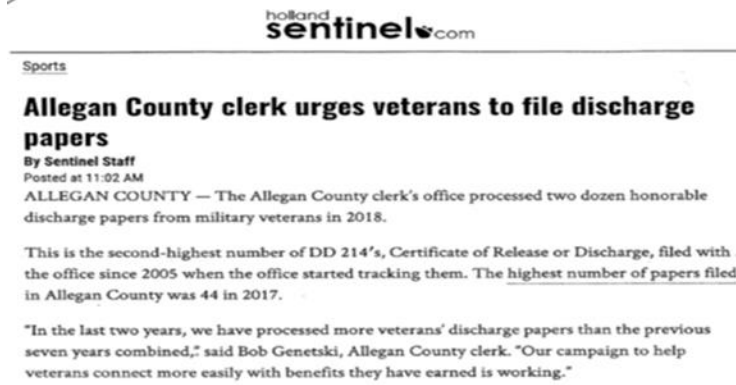 holland
sentinel.com
Sports
Allegan County clerk urges veterans to file discharge
papers
By Sentinel Staff
Posted at 11:02 AM
ALLEGAN COUNTY — The Allegan County clerk's office processed two dozen honorable
discharge papers from military veterans in 2018.
This is the second-highest number of DD 214's, Certificate of Release or Discharge, filed with
the office since 2005 when the office started tracking them. The highest number of papers filed
in Allegan County was 44 in 2017.
"In the last two years, we have processed more veterans' discharge papers than the previous
seven years combined," said Bob Genetski, Allegan County clerk. "Our campaign to help
veterans connect more easily with benefits they have earned is working."